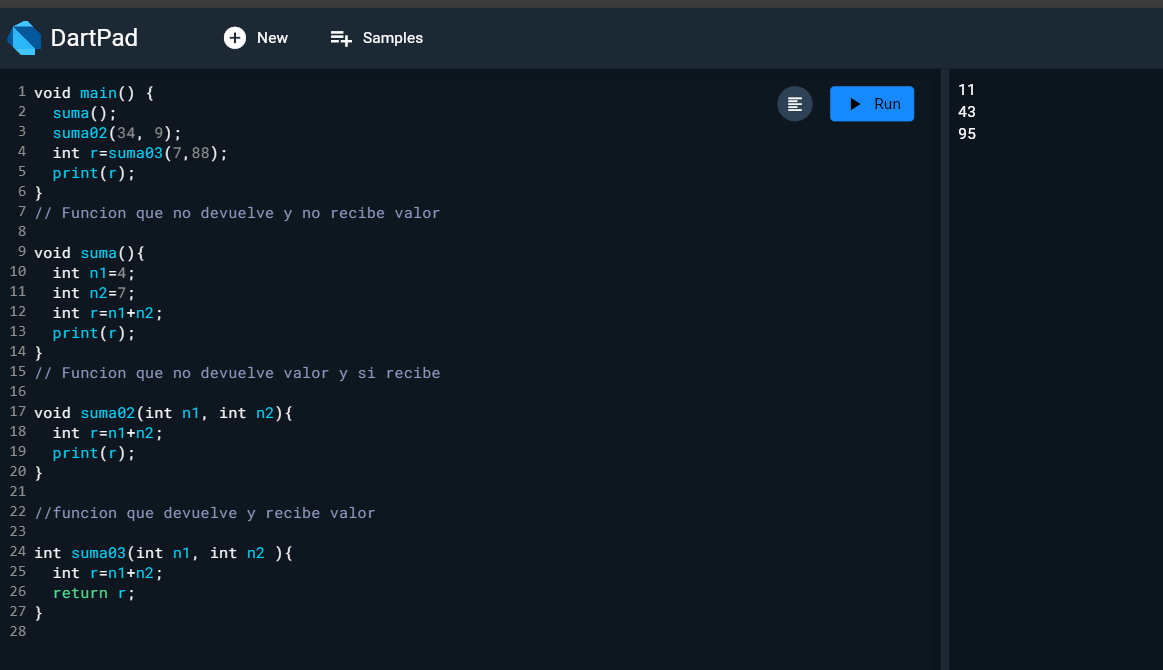 DartPad
New
Samples
Run
1 void main() {
2   suma();
3   suma02(34, 9);
4   int r=suma03(7,88);
5   print(r);
6 }
7 // Funcion que no devuelve y no recibe valor
8
9 void suma(){
10   int n1=4;
11   int n2=7;
12   int r=n1+n2;
13   print(r);
14 }
15 // Funcion que no devuelve valor y si recibe
16
17 void suma02(int n1, int n2){
18   int r=n1+n2;
19   print(r);
20 }
21
22 //funcion que devuelve y recibe valor
23
24 int suma03(int n1, int n2 ){
25   int r=n1+n2;
26   return r;
27 }
28
11
43
95